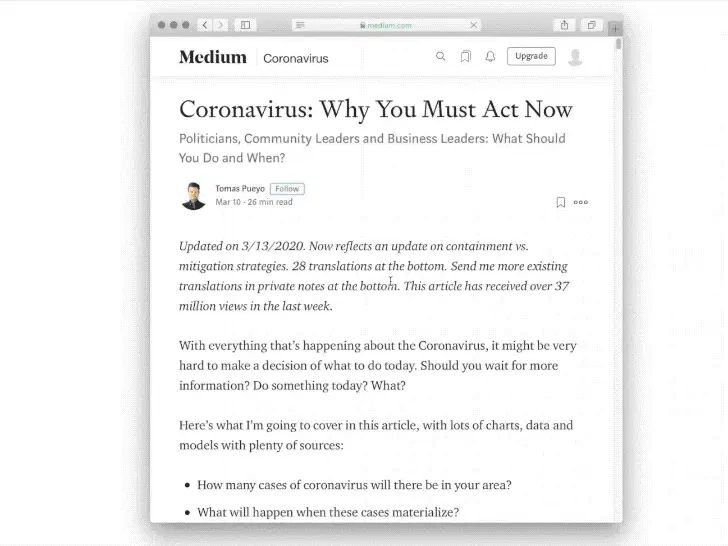 medium.com
Medium Coronavirus
Upgrade
Coronavirus: Why You Must Act Now
Politicians, Community Leaders and Business Leaders: What Should
You Do and When?
Tomas Pueyo Follow
Mar 10 · 26 min read
Updated on 3/13/2020. Now reflects an update on containment vs.
mitigation strategies. 28 translations at the bottom. Send me more existing
translations in private notes at the bottom. This article has received over 37
million views in the last week.
With everything that's happening about the Coronavirus, it might be very
hard to make a decision of what to do today. Should you wait for more
information? Do something today? What?
Here's what I'm going to cover in this article, with lots of charts, data and
models with plenty of sources:
• How many cases of coronavirus will there be in your area?
• What will happen when these cases materialize?